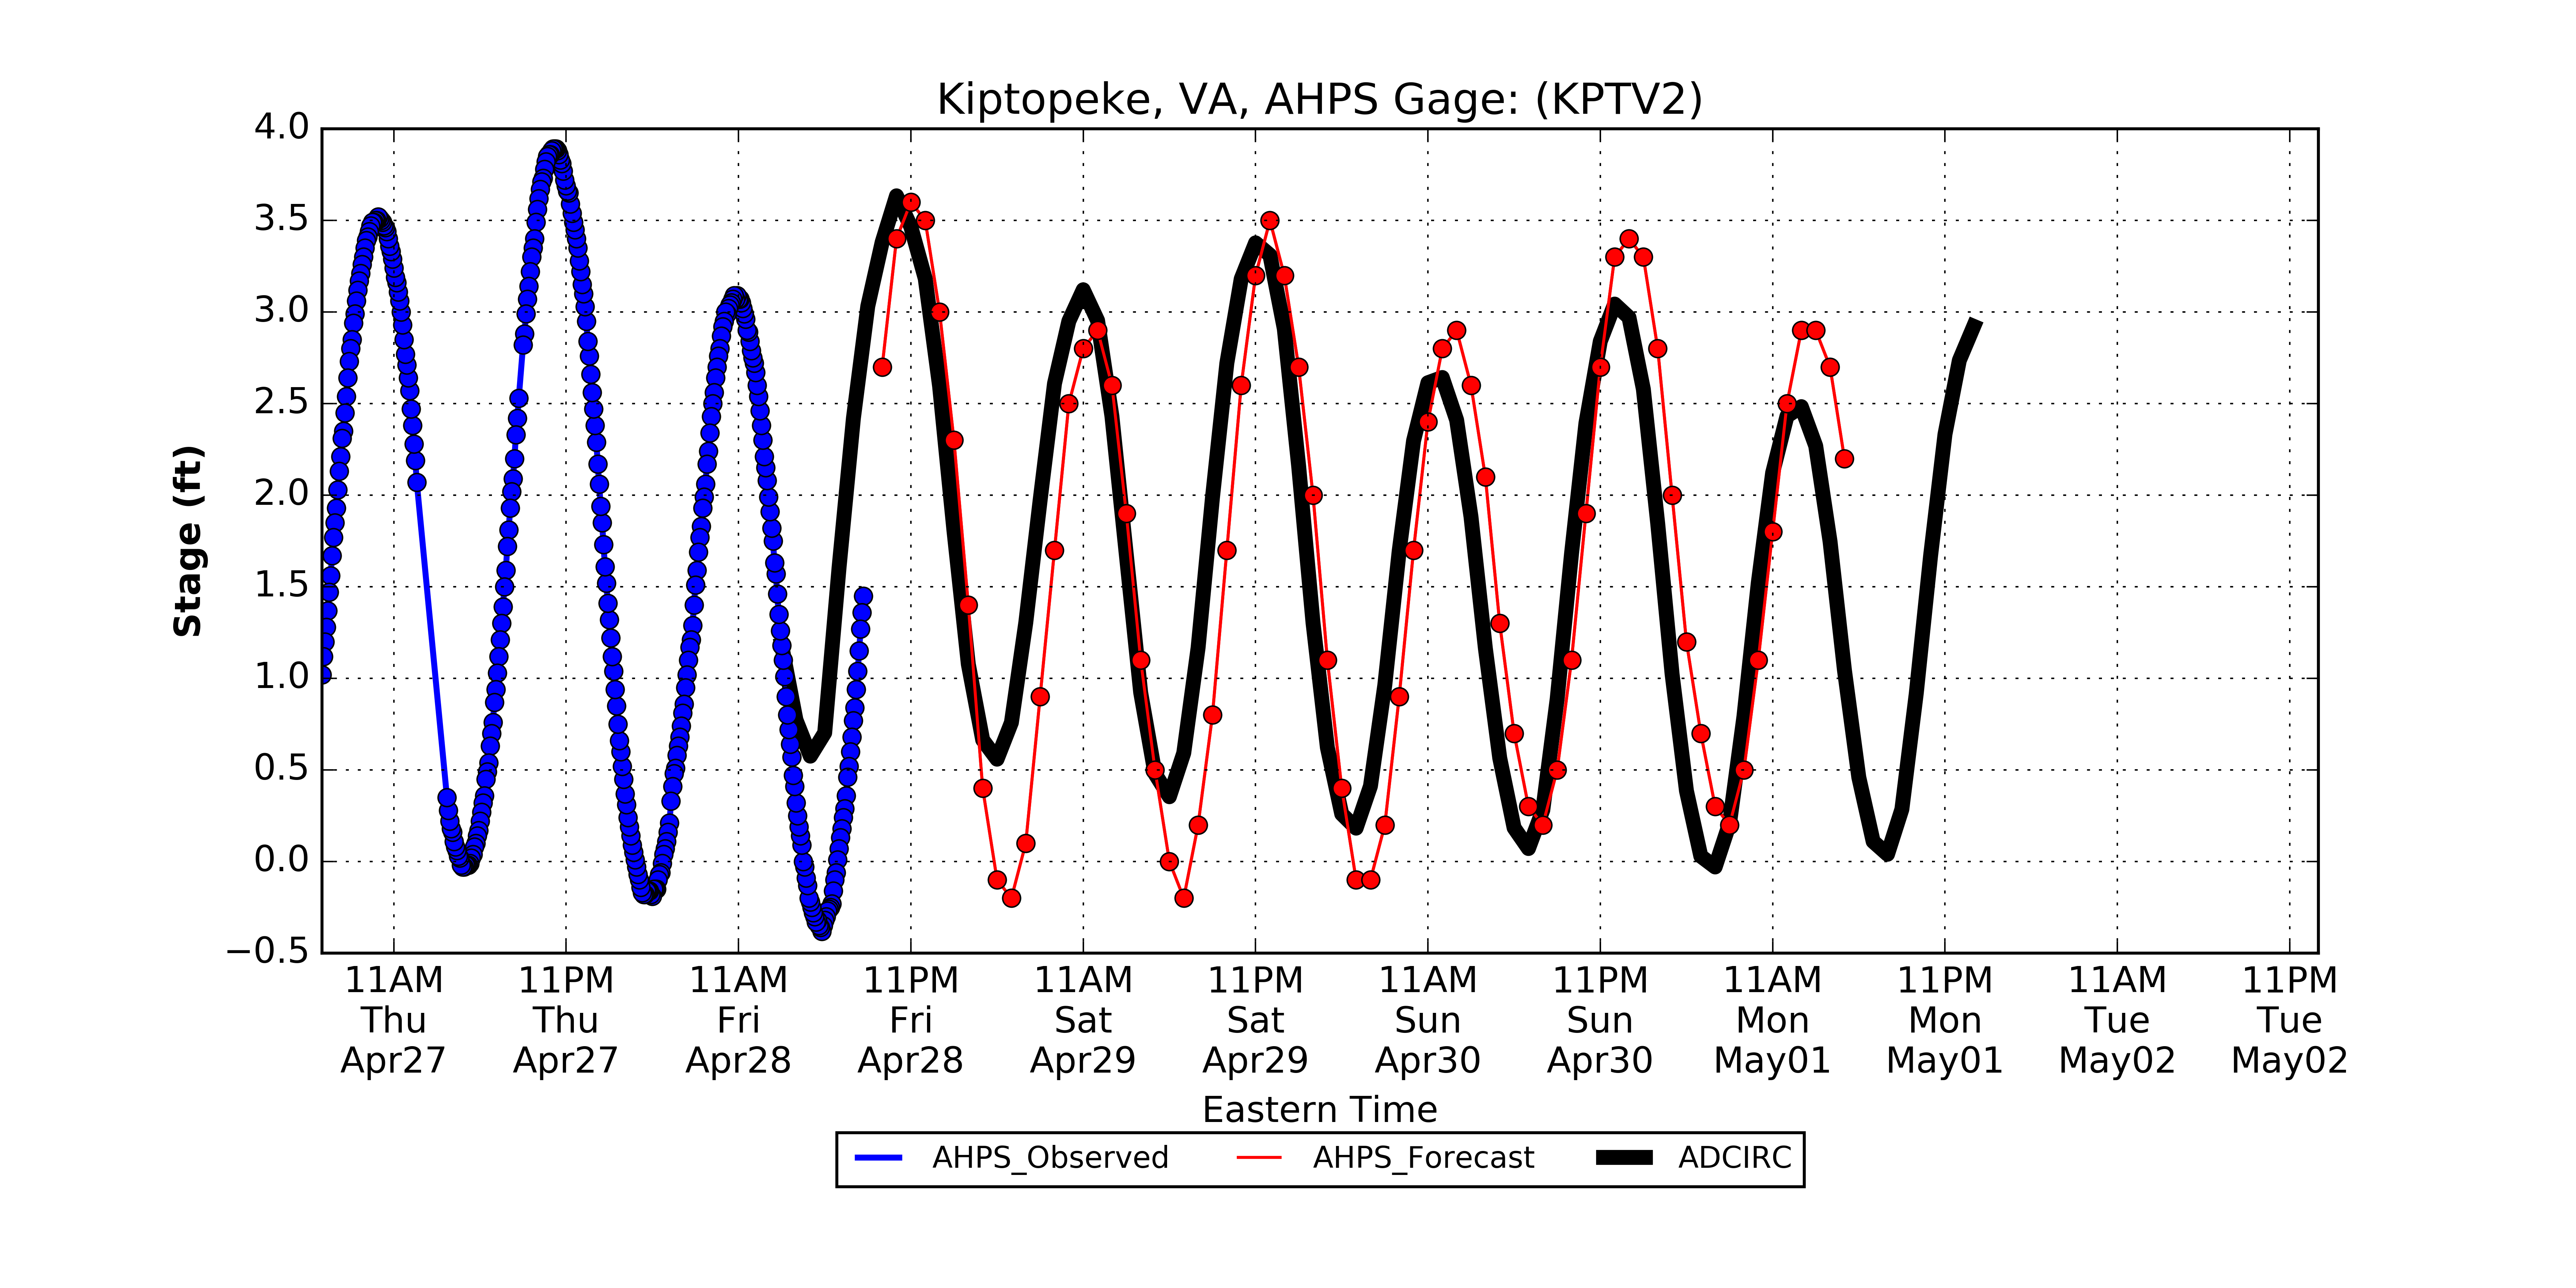 Kiptopeke, VA, AHPS Gage: (KPTV2)
4.0
3.5
3.0
2.5
2.0
1.5
1.0
0.5
0.0
−0.5
Stage (ft)
11AM 11PM 11AM 11PM 11AM 11PM 11AM 11PM 11AM 11PM 11AM 11PM
Thu Thu Fri Fri Sat Sat Sun Sun Mon Mon Tue Tue
Apr27 Apr27 Apr28 Apr28 Apr29 Apr29 Apr30 Apr30 May01 May01 May02 May02
Eastern Time
AHPS_Observed AHPS_Forecast ADCIRC